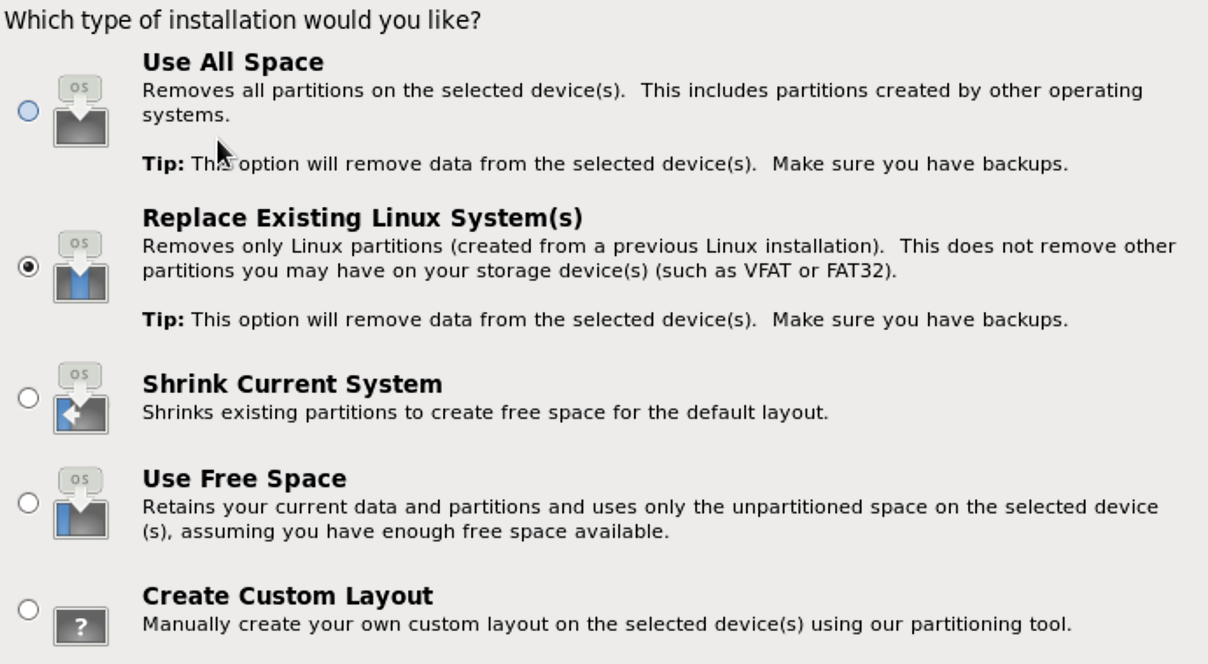 Which type of installation would you like?
Use All Space
OS
Removes all partitions on the selected device(s).  This includes partitions created by other operating
systems.
Tip: This option will remove data from the selected device(s).  Make sure you have backups.
Replace Existing Linux System(s)
OS
Removes only Linux partitions (created from a previous Linux installation).  This does not remove other
partitions you may have on your storage device(s) (such as VFAT or FAT32).
Tip: This option will remove data from the selected device(s).  Make sure you have backups.
OS
Shrink Current System
Shrinks existing partitions to create free space for the default layout.
OS
Use Free Space
Retains your current data and partitions and uses only the unpartitioned space on the selected device
(s), assuming you have enough free space available.
Create Custom Layout
?
Manually create your own custom layout on the selected device(s) using our partitioning tool.